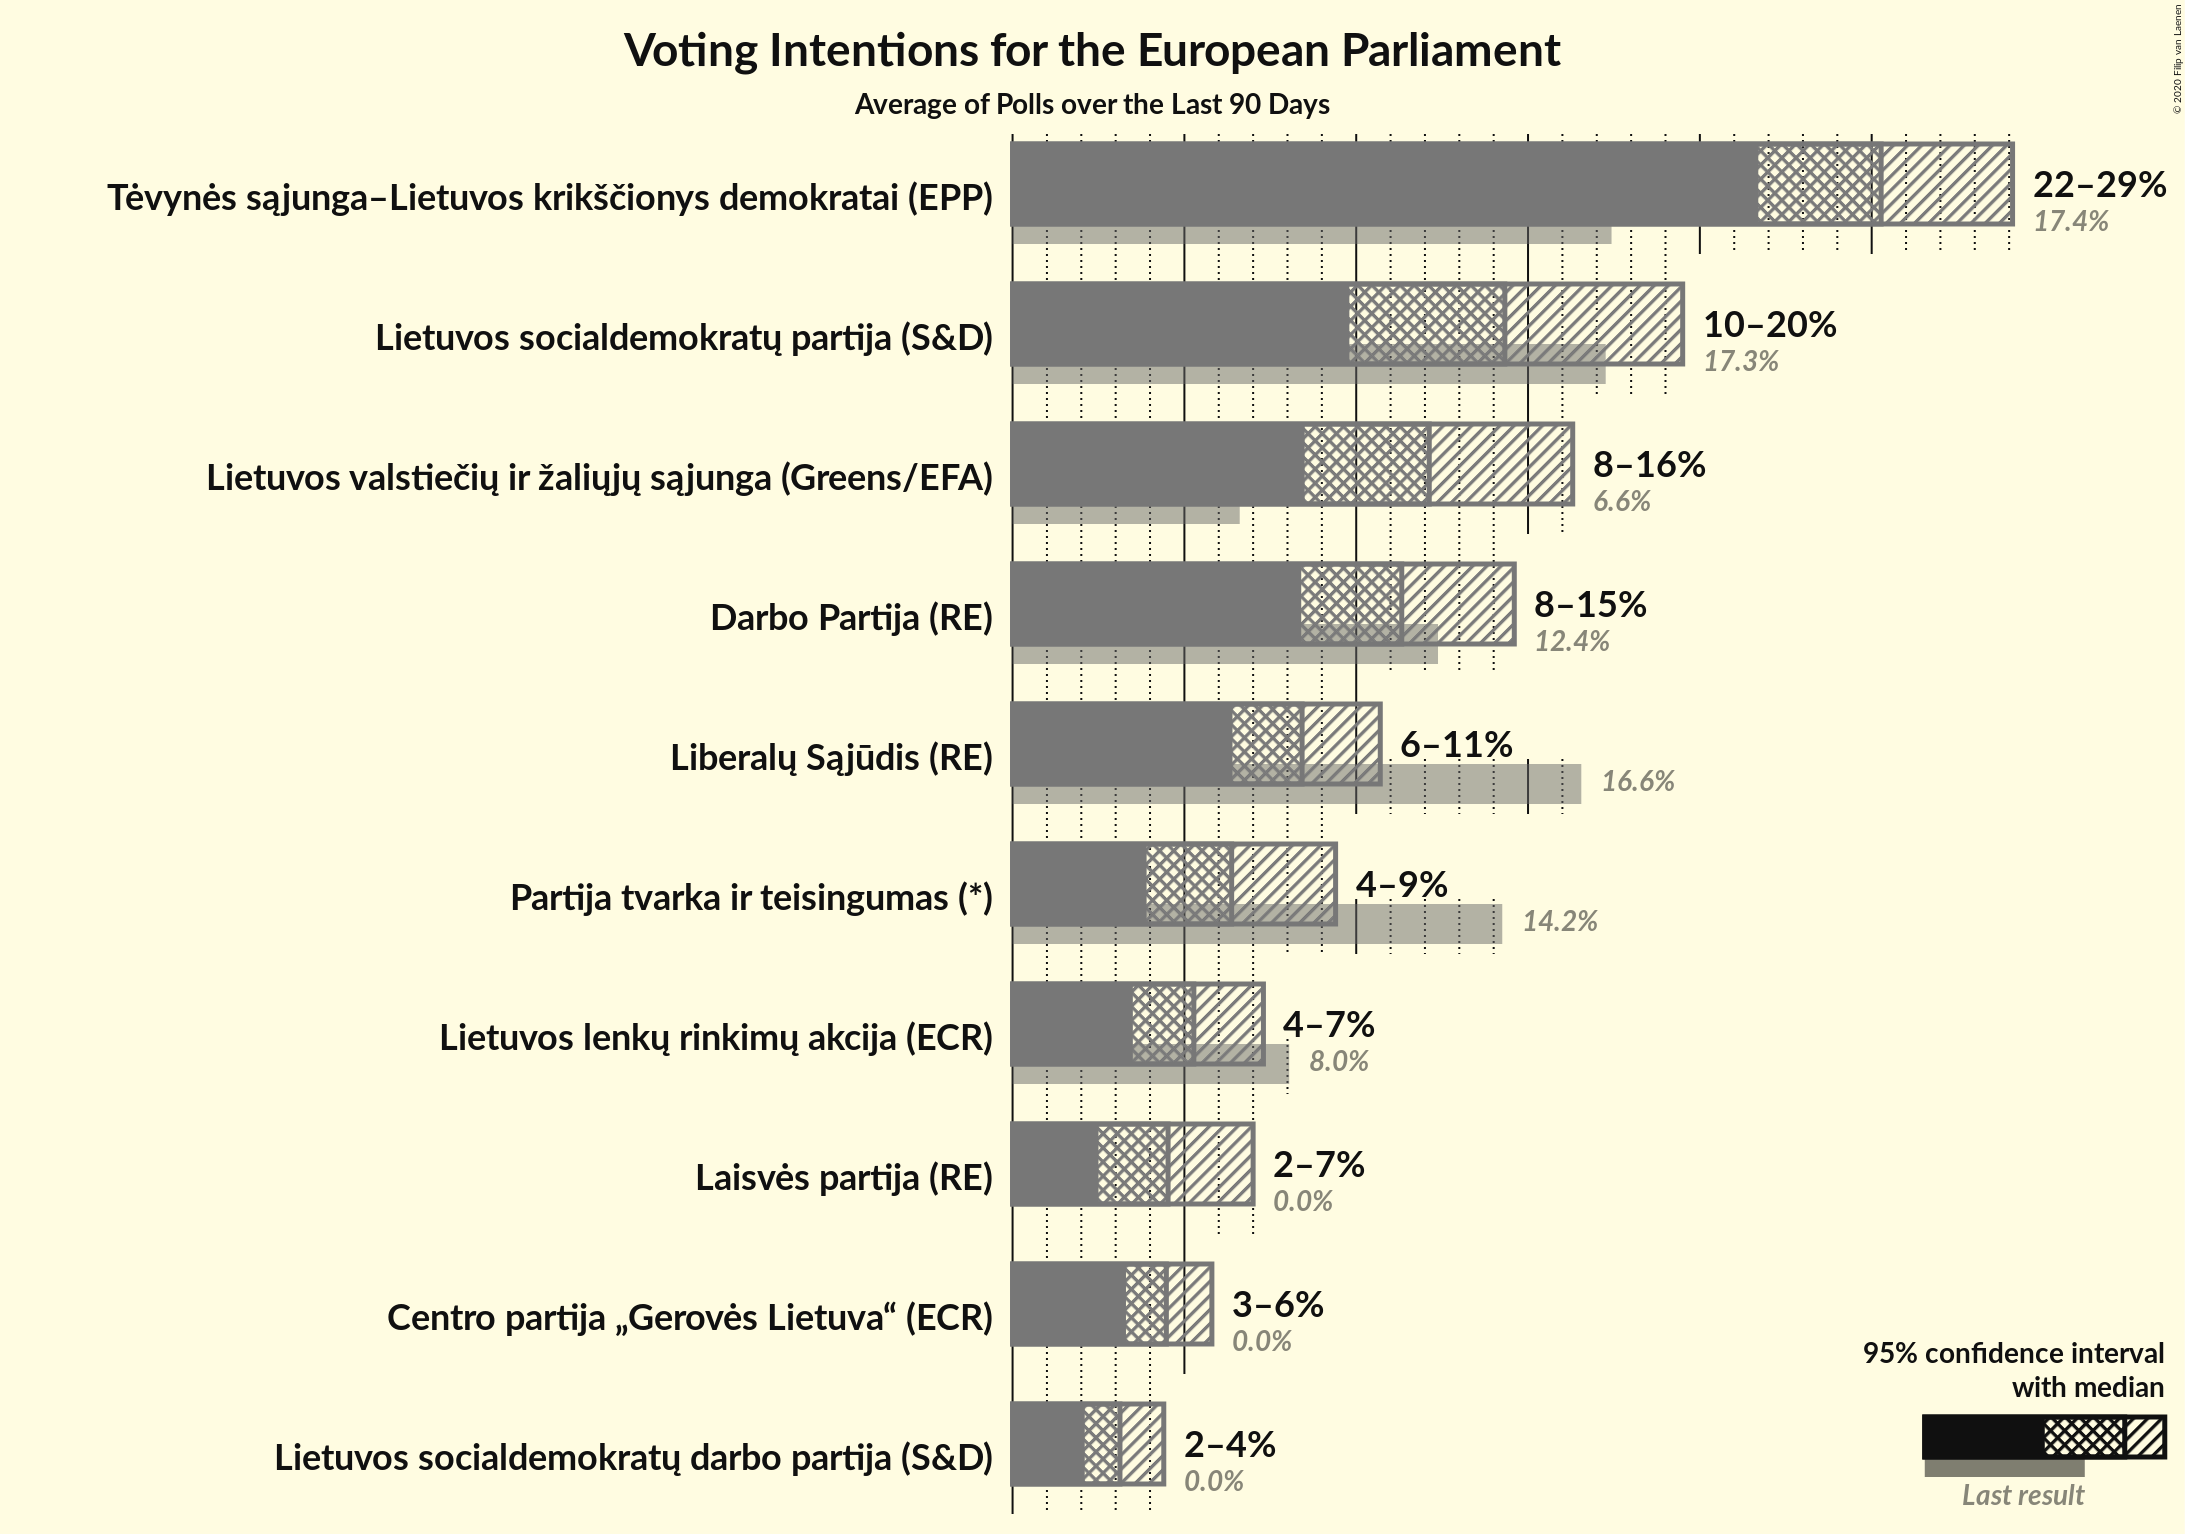 © 2020 Filip van Laenen
Voting Intentions for the European Parliament
Average of Polls over the Last 90 Days
Tėvynės sąjunga–Lietuvos krikščionys demokratai (EPP)
22–29%
17.4%
Lietuvos socialdemokratų partija (S&D)
10–20%
17.3%
Lietuvos valstiečių ir žaliųjų sąjunga (Greens/EFA)
8–16%
6.6%
Darbo Partija (RE)
8–15%
12.4%
Liberalų Sąjūdis (RE)
6–11%
16.6%
Partija tvarka ir teisingumas (*)
4–9%
14.2%
Lietuvos lenkų rinkimų akcija (ECR)
4–7%
8.0%
Laisvės partija (RE)
2–7%
0.0%
Centro partija „Gerovės Lietuva“ (ECR)
3–6%
0.0%
Lietuvos socialdemokratų darbo partija (S&D)
2–4%
0.0%
95% confidence interval
with median
Last result